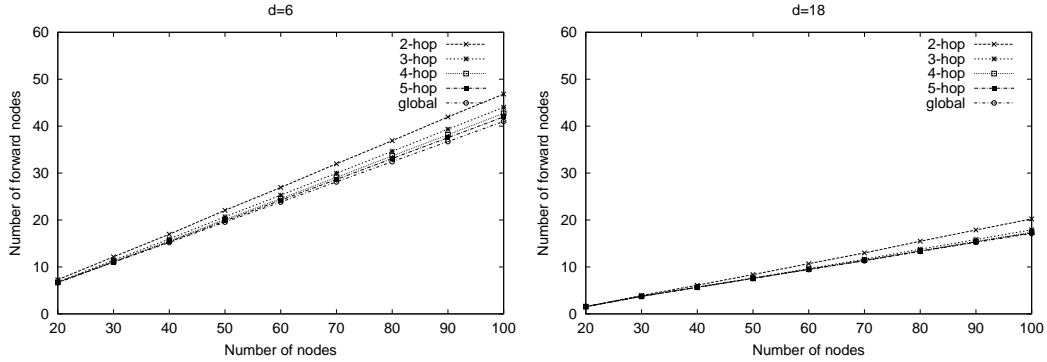 d=6
60
50
40
30
20
10
0
20 30 40 50 60 70 80 90 100
Number of forward nodes
Number of nodes
2-hop
3-hop
4-hop
5-hop
global
d=18
60
50
40
30
20
10
0
20 30 40 50 60 70 80 90 100
Number of forward nodes
Number of nodes
2-hop
3-hop
4-hop
5-hop
global